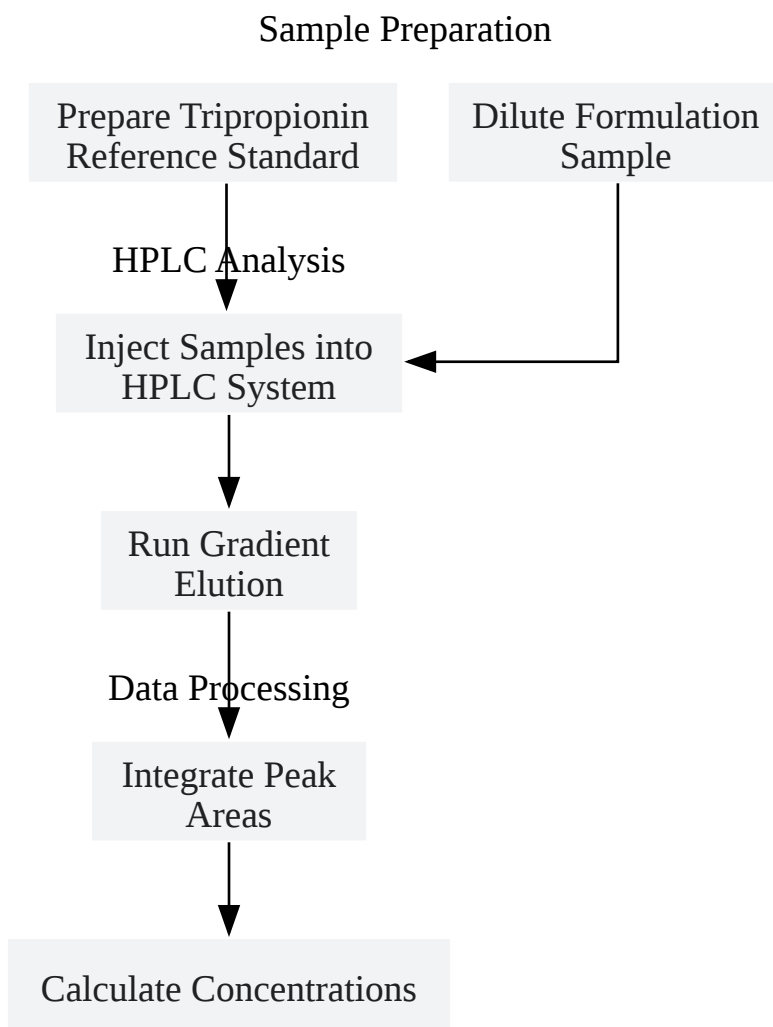 Sample Preparation
Prepare Tripropionin
Reference Standard
Dilute Formulation
Sample
HPLC Analysis
Inject Samples into
HPLC System
Run Gradient
Elution
Data Processing
Integrate Peak
Areas
Calculate Concentrations